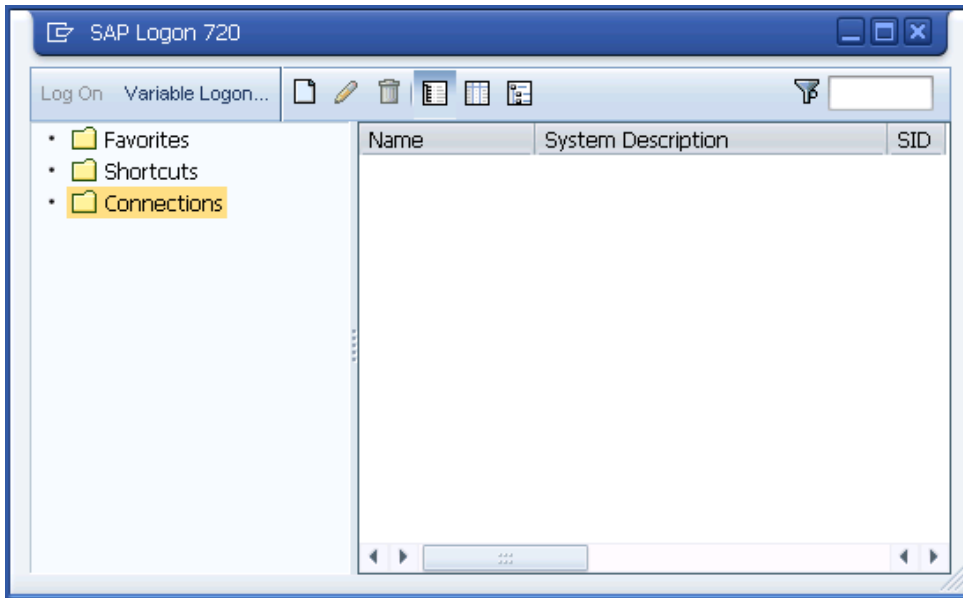 SAP Logon 720
Log On Variable Logon...
Favorites
Shortcuts
Connections
Name System Description SID